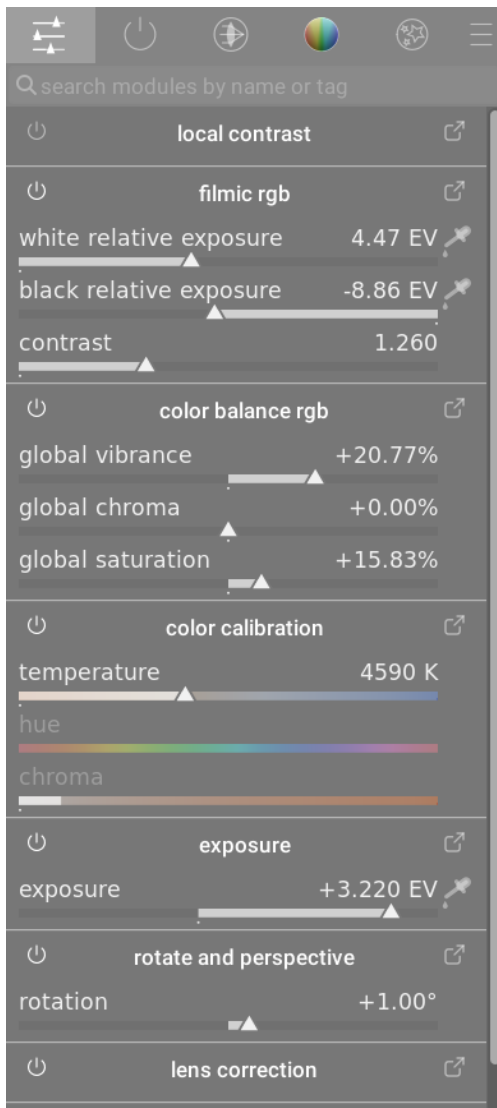 search modules by name or tag
local contrast
filmic rgb
white relative exposure 4.47 EV
black relative exposure -8.86 EV
contrast 1.260
color balance rgb
global vibrance +20.77%
global chroma +0.00%
global saturation +15.83%
color calibration
temperature 4590 K
hue
chroma
exposure
exposure +3.220 EV
rotate and perspective
rotation +1.00°
lens correction